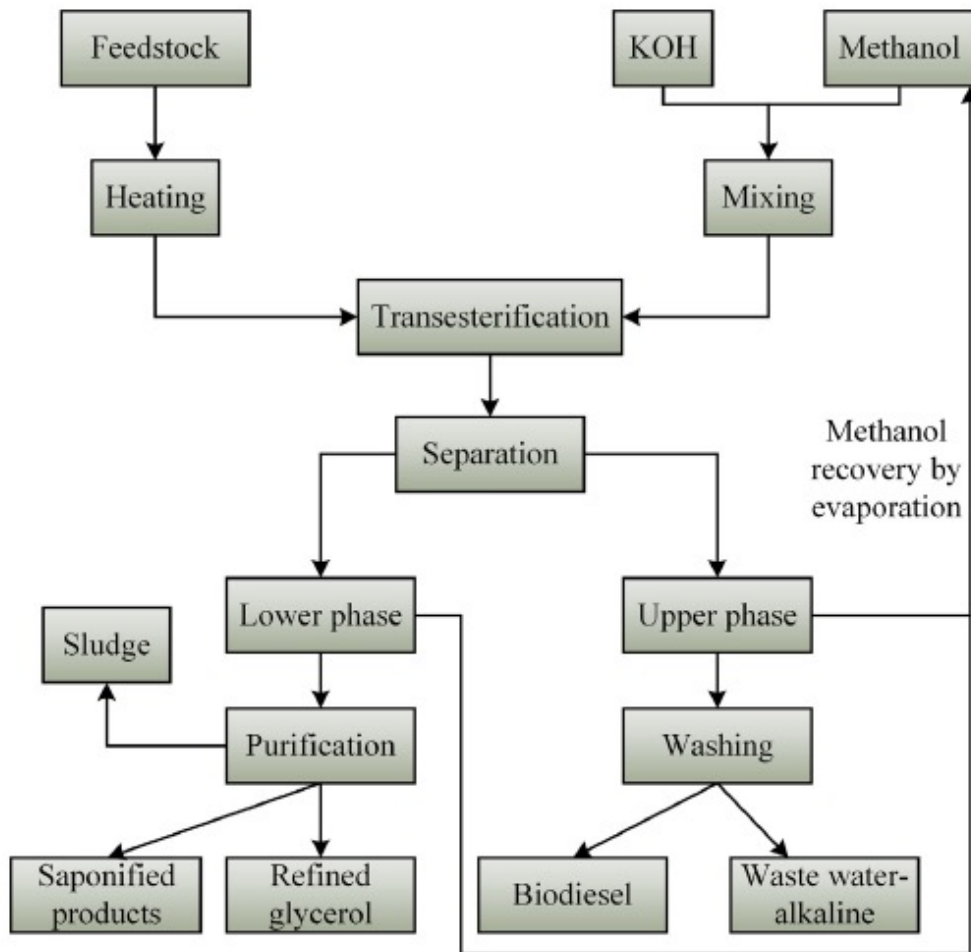 Feedstock
KOH
Methanol
Heating
Mixing
Transesterification
Separation
Methanol
recovery by
evaporation
Lower phase
Upper phase
Sludge
Purification
Washing
Saponified
products
Refined
glycerol
Biodiesel
Waste water-
alkaline